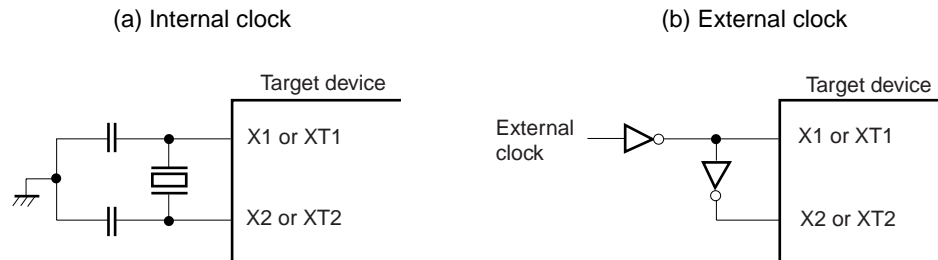 (a) Internal clock
(b) External clock
Target device
X1 or XT1
X2 or XT2
Target device
External
clock
X1 or XT1
X2 or XT2